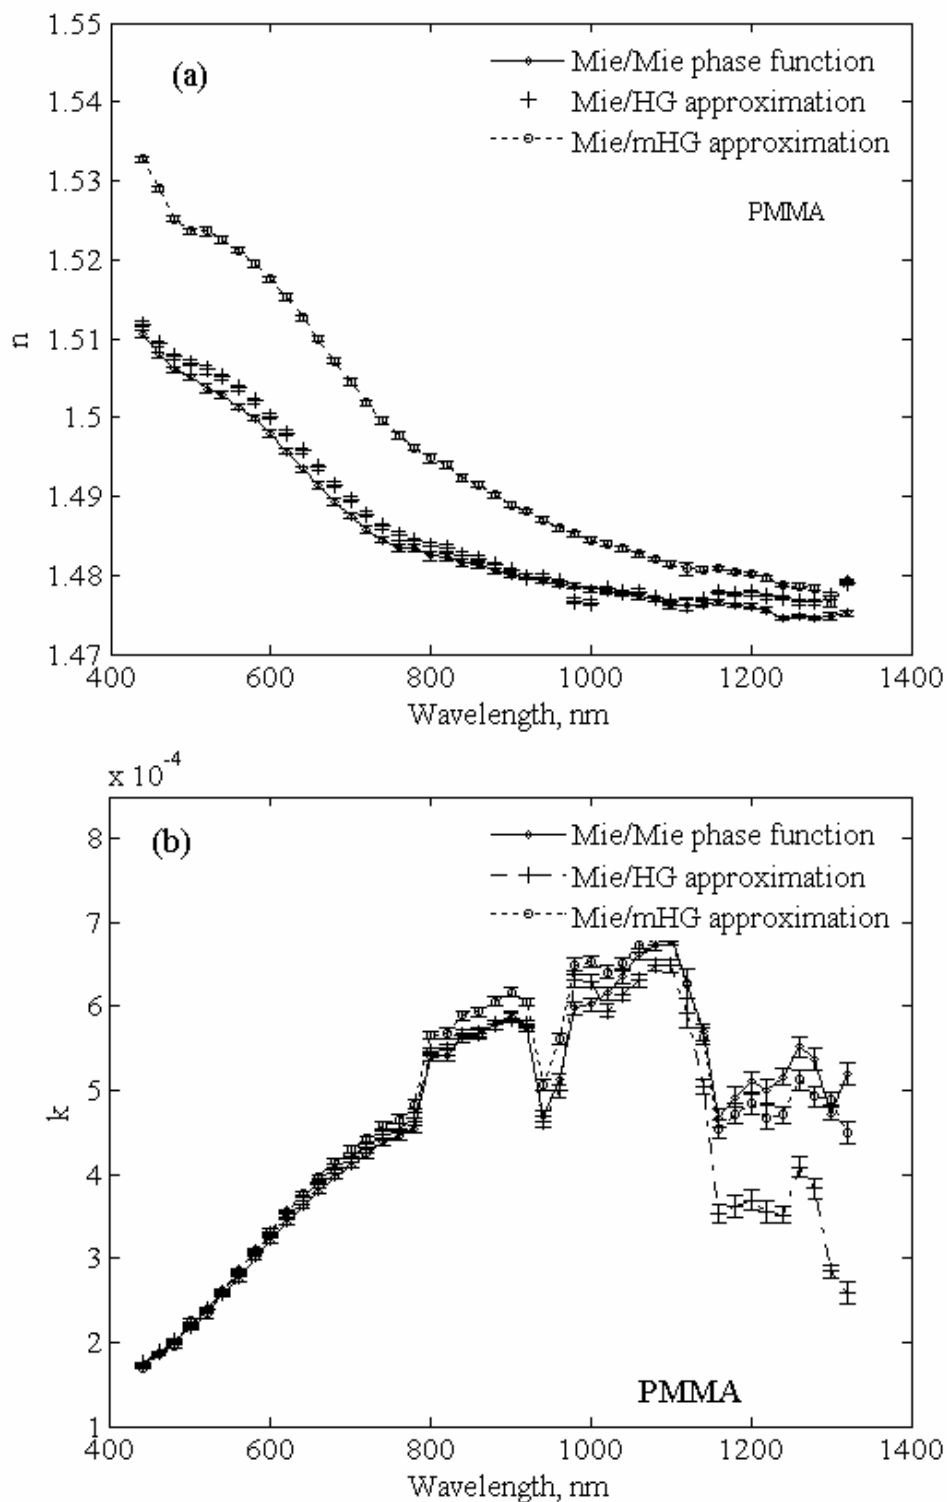 1.55
(a)
Mie/Mie phase function
1.54
Mie/HG approximation
Mie/mHG approximation
1.53
PMMA
1.52
1.51
n
1.5
1.49
1.48
1.47
400 600 800 1000 1200 1400
Wavelength, nm
x 10-4
8
(b)
Mie/Mie phase function
Mie/HG approximation
7
Mie/mHG approximation
6
5
k
4
3
2
PMMA
1
400 600 800 1000 1200 1400
Wavelength, nm